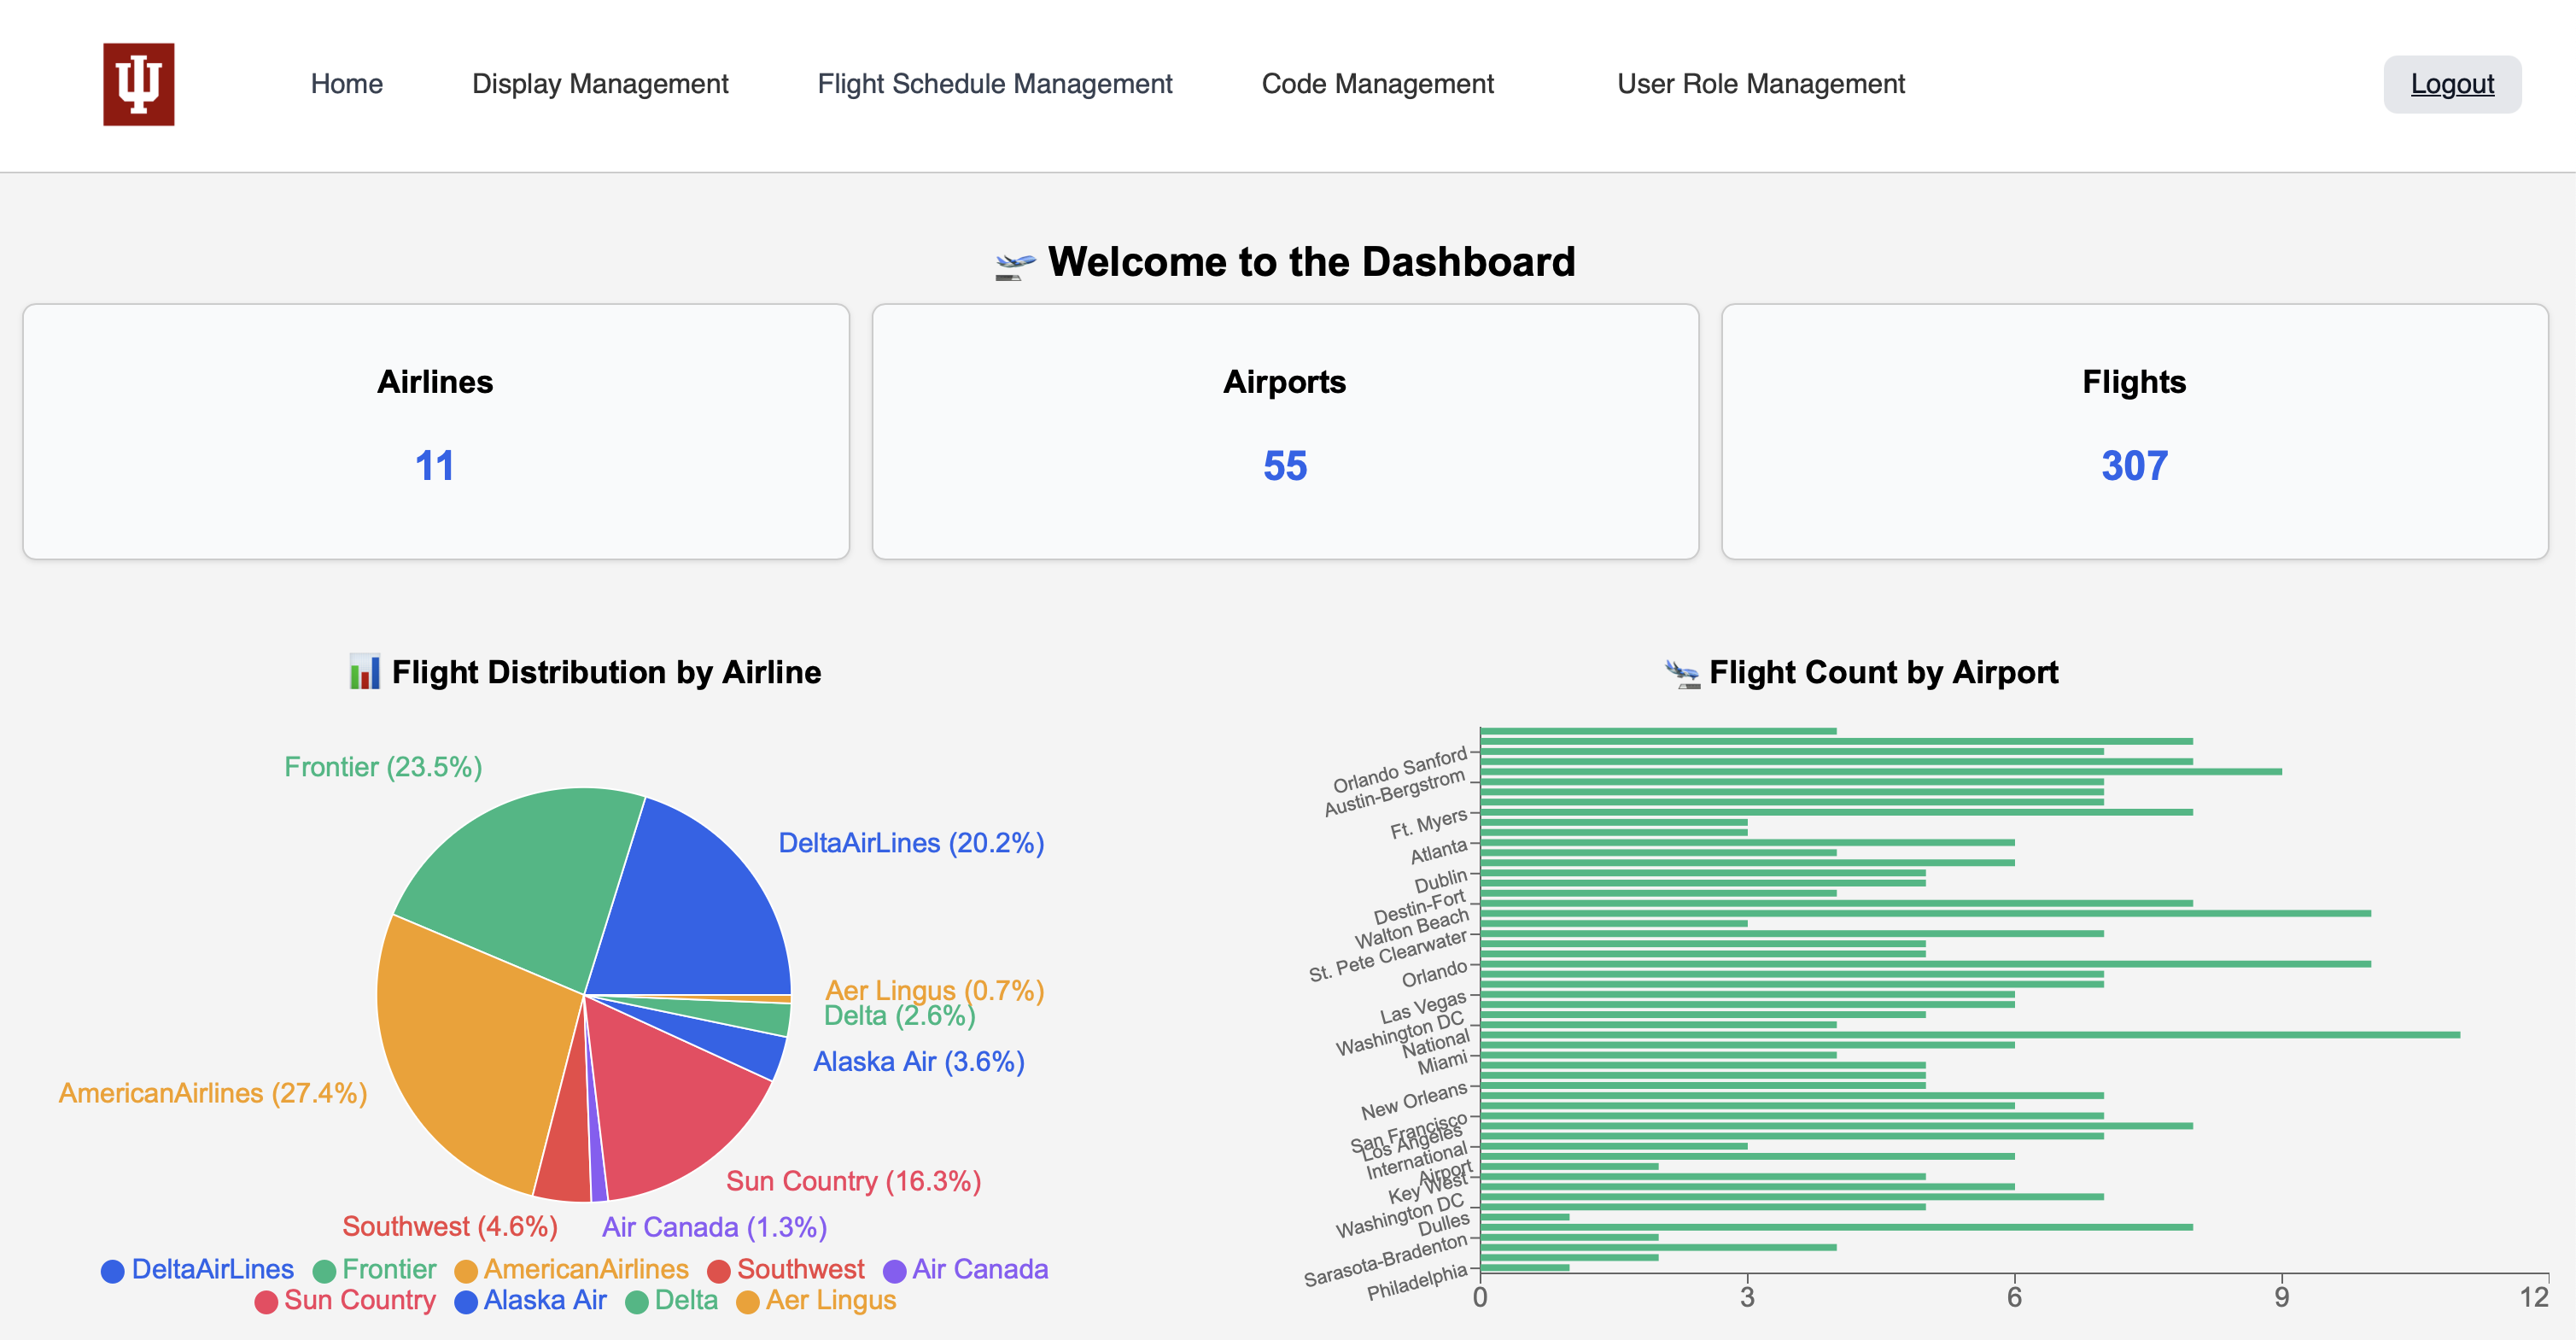 Home
Display Management
Flight Schedule Management
Code Management
User Role Management
Logout
Welcome to the Dashboard
Airlines
11
Airports
55
Flights
307
Flight Distribution by Airline
Frontier (23.5%)
DeltaAirLines (20.2%)
Aer Lingus (0.7%)
Delta (2.6%)
Alaska Air (3.6%)
AmericanAirlines (27.4%)
Sun Country (16.3%)
Southwest (4.6%)
Air Canada (1.3%)
DeltaAirLines
Frontier
AmericanAirlines
Southwest
Air Canada
Sun Country
Alaska Air
Delta
Aer Lingus
Flight Count by Airport
Orlando Sanford
Austin-Bergstrom
Ft. Myers
Atlanta
Dublin
Destin-Fort
Walton Beach
St. Pete Clearwater
Orlando
Las Vegas
Washington DC
National
Miami
New Orleans
San Francisco
Los Angeles
International
Airport
Key West
Washington DC
Dulles
Sarasota-Bradenton
Philadelphia
0
3
6
9
12